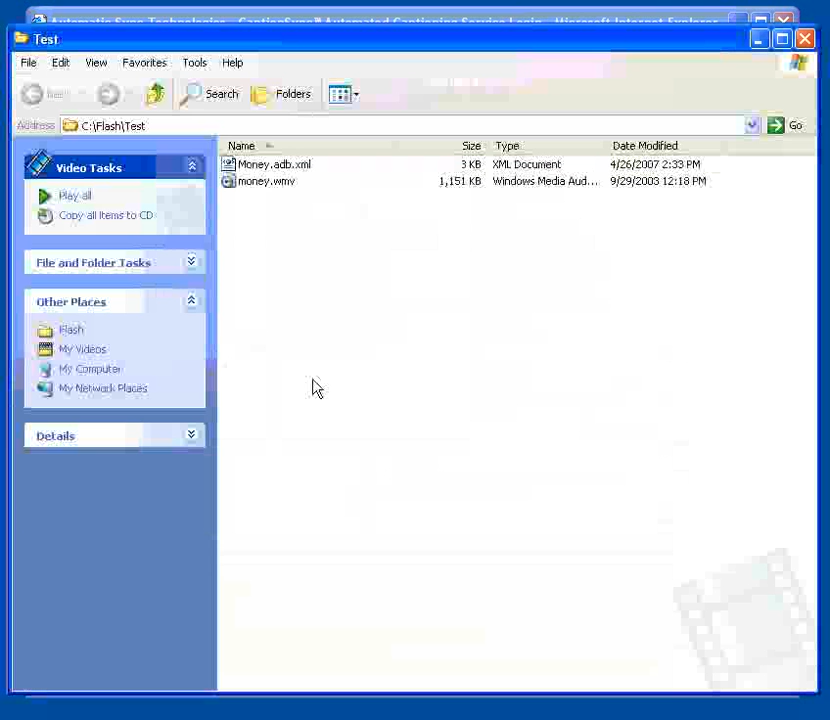 Automatic Sync Technologies - CaptionSync™ Automated Captioning Service Login - Microsoft Internet Explorer
Test
File Edit View Favorites Tools Help
Back Search Folders
Address C:\Flash\Test Go
Name Size Type Date Modified
Money.adb.xml 3 KB XML Document 4/26/2007 2:33 PM
money.wmv 1,151 KB Windows Media Aud... 9/29/2003 12:18 PM
Video Tasks
Play all
Copy all items to CD
File and Folder Tasks
Other Places
Flash
My Videos
My Computer
My Network Places
Details